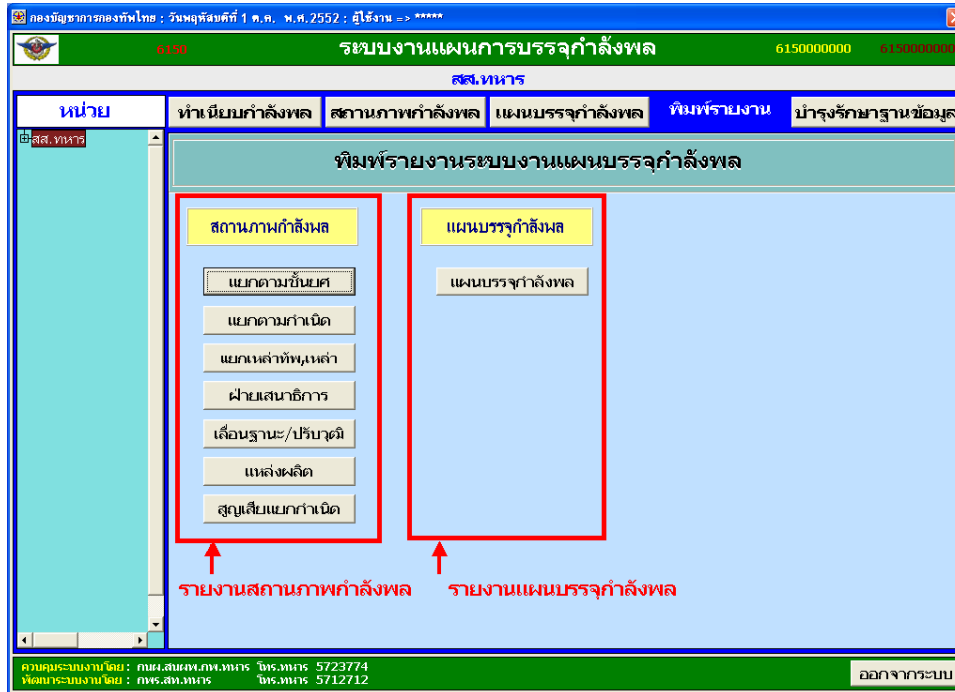 กองบัญชาการกองทัพไทย : วันพฤหัสบดีที่ 1 ต.ค. พ.ศ.2552 : ผู้ใช้งาน => *****
6150 ระบบงานแผนการบรรจุกำลังพล 6150000000 6150000000
สส.ทหาร
หน่วย ทำเนียบกำลังพล สถานภาพกำลังพล แผนบรรจุกำลังพล พิมพ์รายงาน บำรุงรักษาฐานข้อมูล
สส.ทหาร
พิมพ์รายงานระบบงานแผนบรรจุกำลังพล
สถานภาพกำลังพล แผนบรรจุกำลังพล
แยกตามชั้นยศ แผนบรรจุกำลังพล
แยกตามกำเนิด
แยกเหล่าทัพ,เหล่า
ฝ่ายเสนาธิการ
เลื่อนฐานะ/ปรับวุฒิ
แหล่งผลิต
สูญเสียแยกกำเนิด
รายงานสถานภาพกำลังพล รายงานแผนบรรจุกำลังพล
ควบคุมระบบงานโดย : กนผ.สนผพ.กพ.ทหาร โทร.ทหาร 5723774
พัฒนาระบบงานโดย : กพร.สท.ทหาร โทร.ทหาร 5712712
ออกจากระบบ